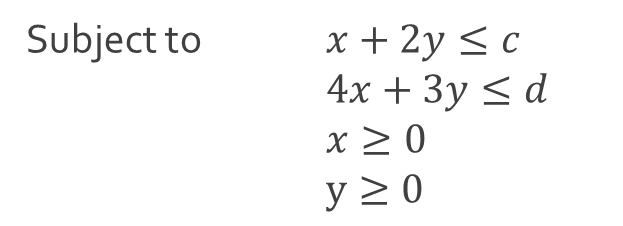 Subject to x + 2y ≤ c
4x + 3y ≤ d
x ≥ 0
y ≥ 0